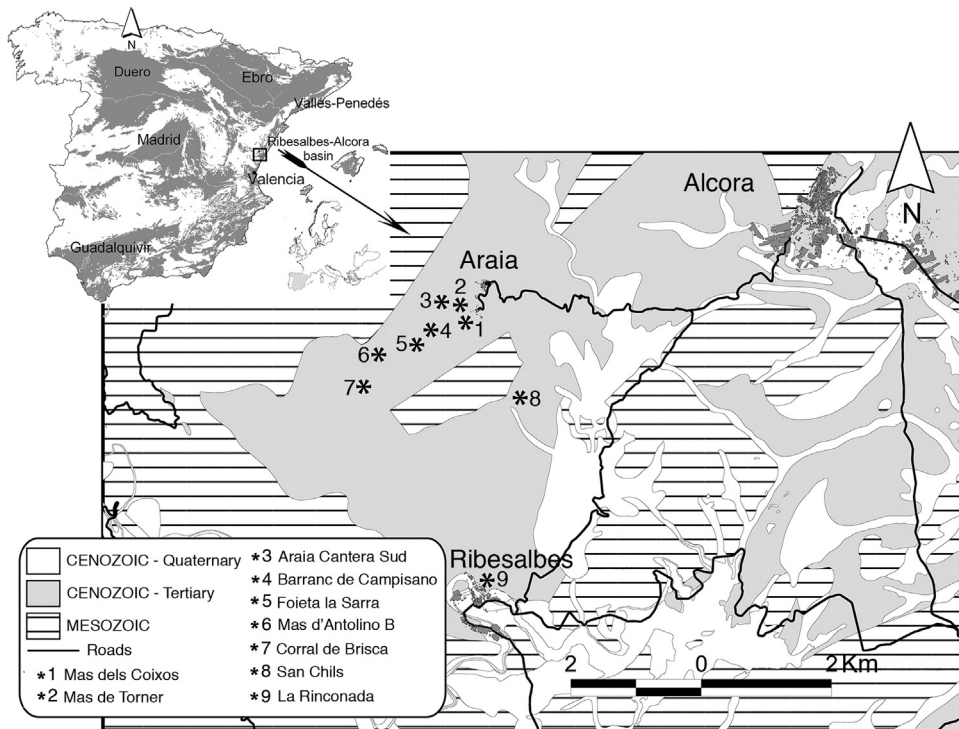 N
Duero
Ebro
Vallés-Penedés
Madrid
Ribesalbes-Alcora
basin
Valencia
Guadalquivir
Alcora
N
Araia
3* *2
*1
*4
5*
6*
7*
*8
Ribesalbes
*9
CENOZOIC - Quaternary
CENOZOIC - Tertiary
MESOZOIC
Roads
*1 Mas dels Coixos
*2 Mas de Torner
*3 Araia Cantera Sud
*4 Barranc de Campisano
*5 Foieta la Sarra
*6 Mas d'Antolino B
*7 Corral de Brisca
*8 San Chils
*9 La Rinconada
2 0 2 Km